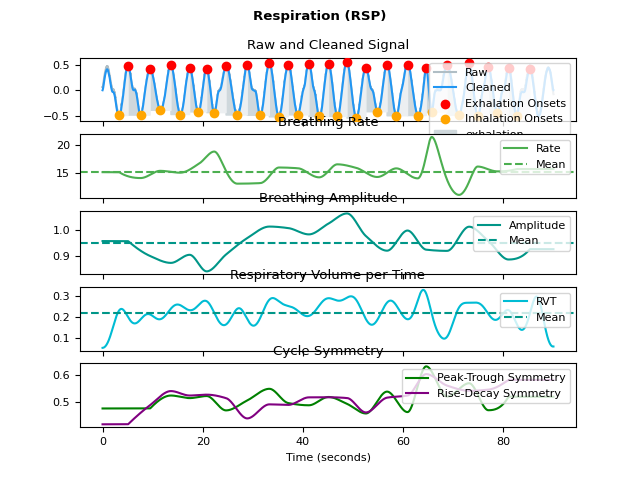 Respiration (RSP)
Raw and Cleaned Signal
0.5
0.0
−0.5
Raw
Cleaned
Exhalation Onsets
Inhalation Onsets
exhalation
Breathing Rate
20
15
Rate
Mean
Breathing Amplitude
1.0
0.9
Amplitude
Mean
Respiratory Volume per Time
0.3
0.2
0.1
RVT
Mean
Cycle Symmetry
0.6
0.5
Peak-Trough Symmetry
Rise-Decay Symmetry
0 20 40 60 80
Time (seconds)